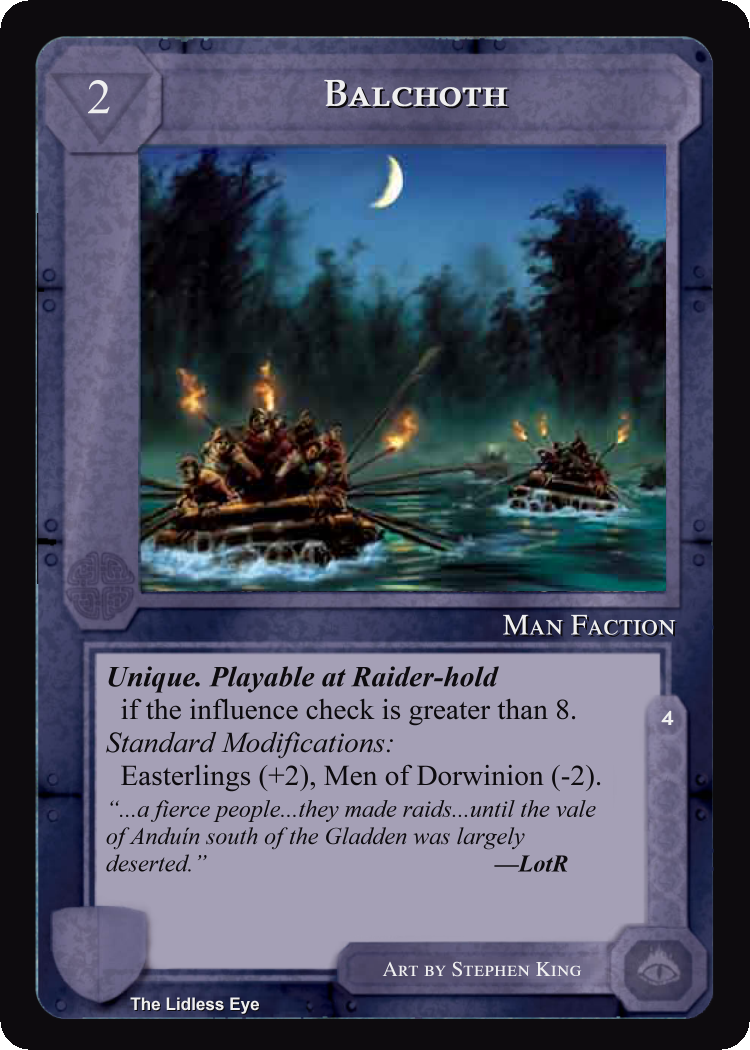 2
BALCHOTH
MAN FACTION
Unique. Playable at Raider-hold
if the influence check is greater than 8.
4
Standard Modifications:
Easterlings (+2), Men of Dorwinion (-2).
“...a fierce people...they made raids...until the vale
of Anduín south of the Gladden was largely
deserted.” —LotR
ART BY STEPHEN KING
The Lidless Eye